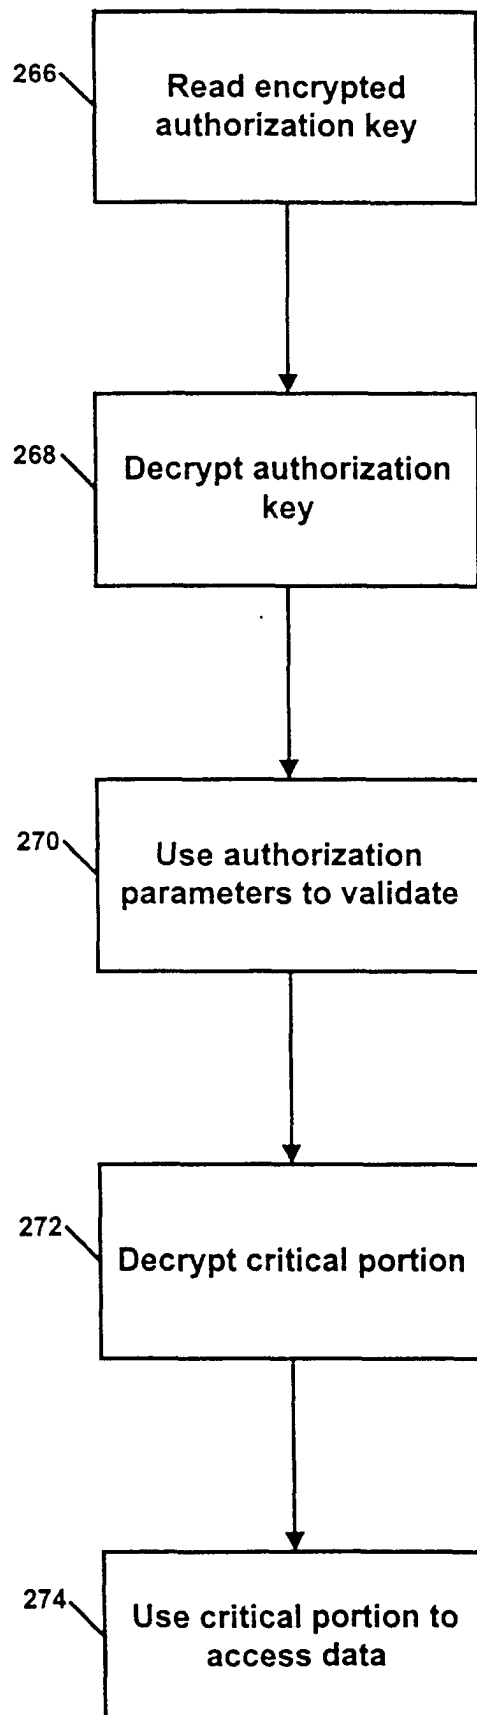 266
Read encrypted
authorization key
268
Decrypt authorization
key
270
Use authorization
parameters to validate
272
Decrypt critical portion
274
Use critical portion to
access data